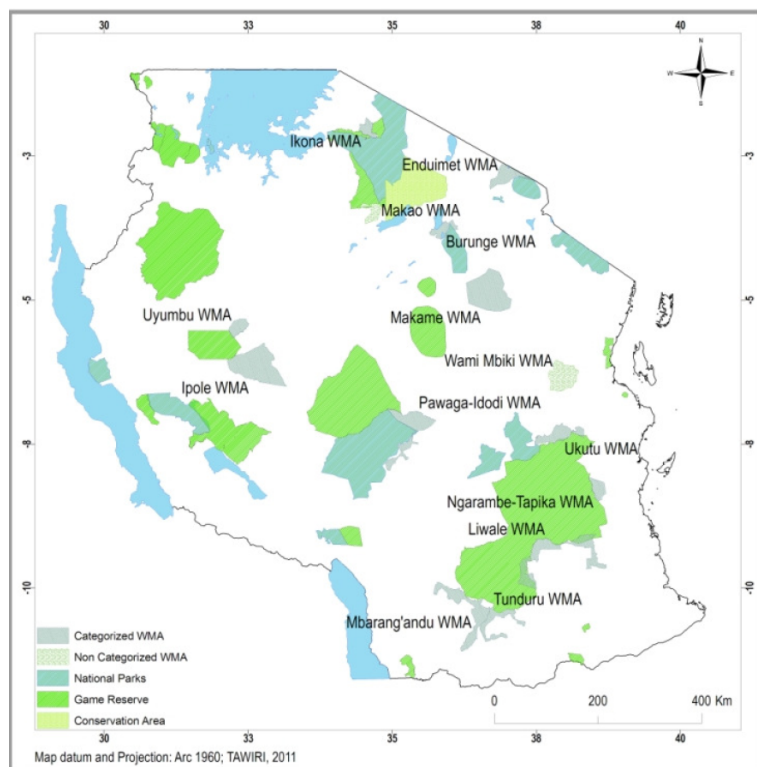 30 33 35 38 40
N
W E
S
Ikona WMA
-3 -3
Enduimet WMA
Makao WMA
Burunge WMA
-5 -5
Uyumbu WMA
Makame WMA
Wami Mbiki WMA
Ipole WMA
Pawaga-Idodi WMA
-8 -8
Ukutu WMA
Ngarambe-Tapika WMA
Liwale WMA
-10 -10
Tunduru WMA
Mbarang'andu WMA
Categorized WMA
Non Categorized WMA
National Parks
Game Reserve
Conservation Area
0 200 400 Km
30 33 35 38 40
Map datum and Projection: Arc 1960; TAWIRI, 2011